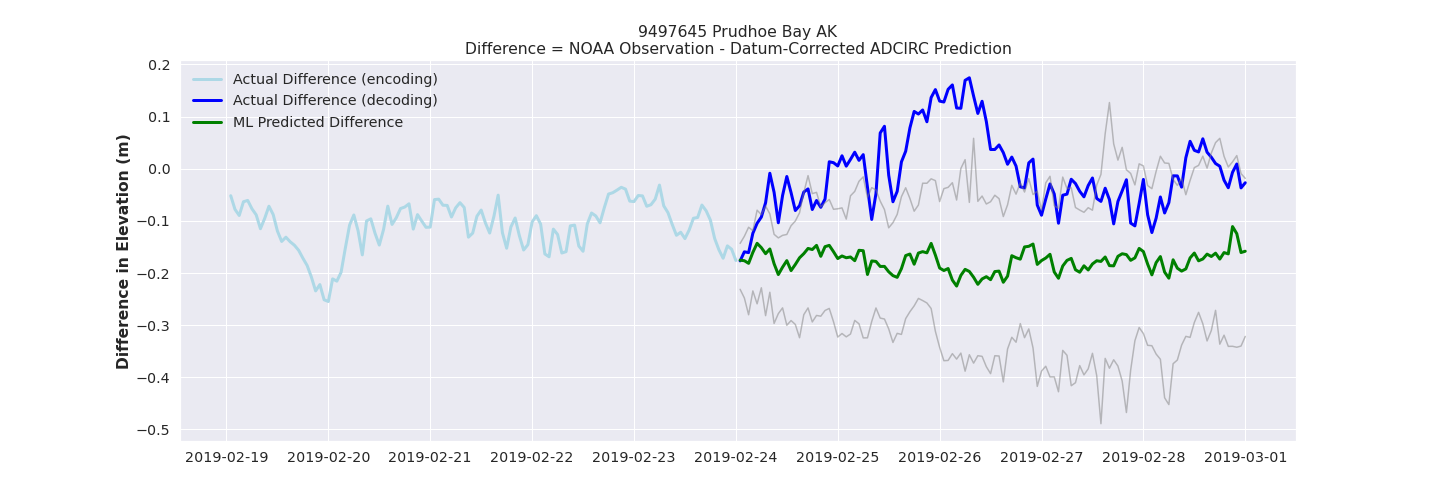 9497645 Prudhoe Bay AK
Difference = NOAA Observation - Datum-Corrected ADCIRC Prediction
Actual Difference (encoding)
Actual Difference (decoding)
ML Predicted Difference
Difference in Elevation (m)
0.2
0.1
0.0
−0.1
−0.2
−0.3
−0.4
−0.5
2019-02-19 2019-02-20 2019-02-21 2019-02-22 2019-02-23 2019-02-24 2019-02-25 2019-02-26 2019-02-27 2019-02-28 2019-03-01